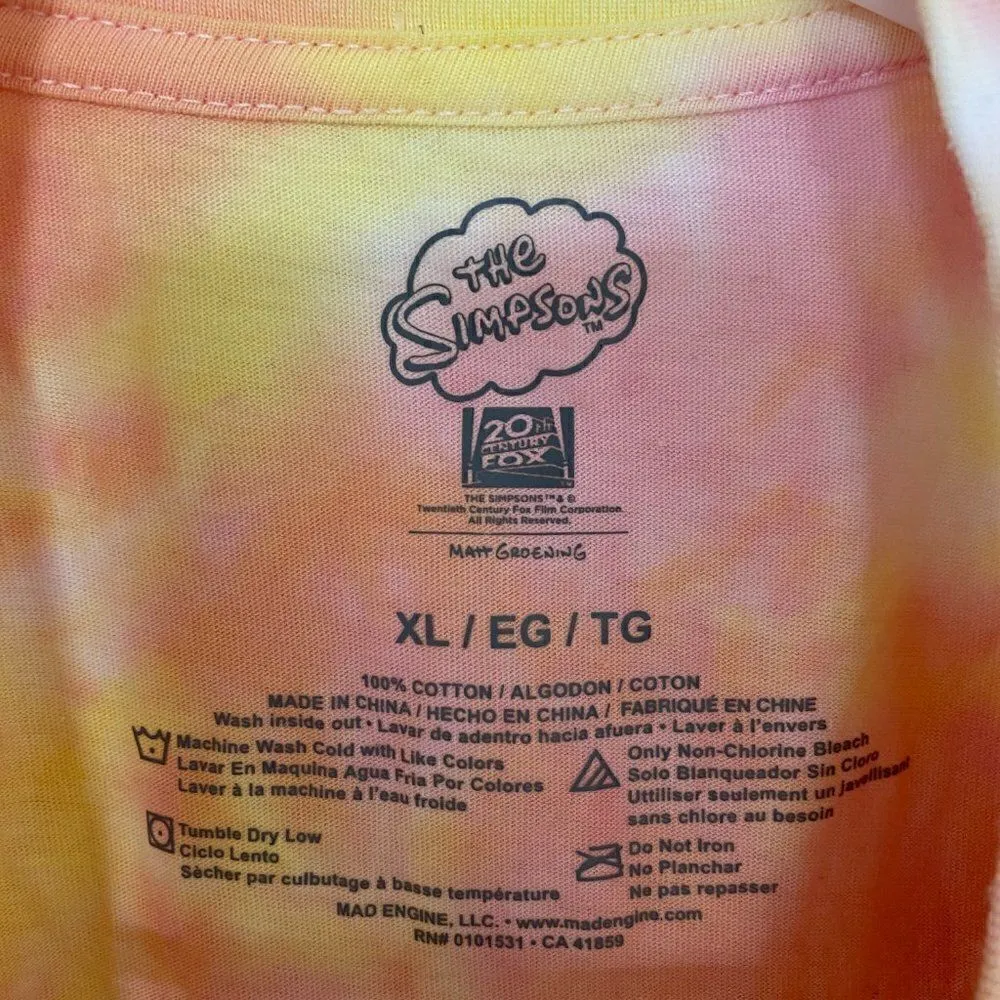 THE
SIMPSONS™
20TH
CENTURY
FOX
THE SIMPSONS™ & ©
Twentieth Century Fox Film Corporation.
All Rights Reserved.
MATT GROENING
XL / EG / TG
100% COTTON / ALGODON / COTON
MADE IN CHINA / HECHO EN CHINA / FABRIQUÉ EN CHINE
Wash inside out • Lavar de adentro hacia afuera • Laver à l'envers
Machine Wash Cold with Like Colors
Lavar En Maquina Agua Fria Por Colores
Laver à la machine à l'eau froide
Only Non-Chlorine Bleach
Solo Blanqueador Sin Cloro
Uttiliser seulement un javellisant
sans chlore au besoin
Tumble Dry Low
Ciclo Lento
Sècher par culbutage à basse température
Do Not Iron
No Planchar
Ne pas repasser
MAD ENGINE, LLC. • www.madengine.com
RN# 0101531 • CA 41859